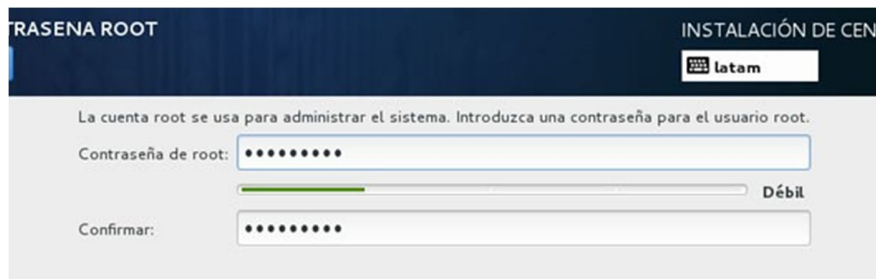 TRASENA ROOT
INSTALACIÓN DE CEN
latam
La cuenta root se usa para administrar el sistema. Introduzca una contraseña para el usuario root.
Contraseña de root: •••••••••
Débil
Confirmar: •••••••••